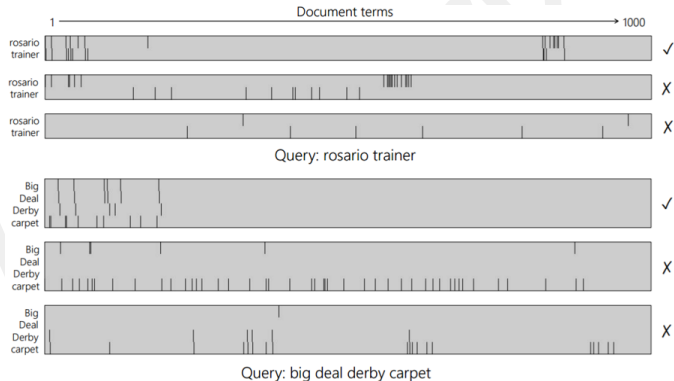 Document terms
1 1000
rosario
trainer
✓
rosario
trainer
✗
rosario
trainer
✗
Query: rosario trainer
Big
Deal
Derby
carpet
✓
Big
Deal
Derby
carpet
✗
Big
Deal
Derby
carpet
✗
Query: big deal derby carpet